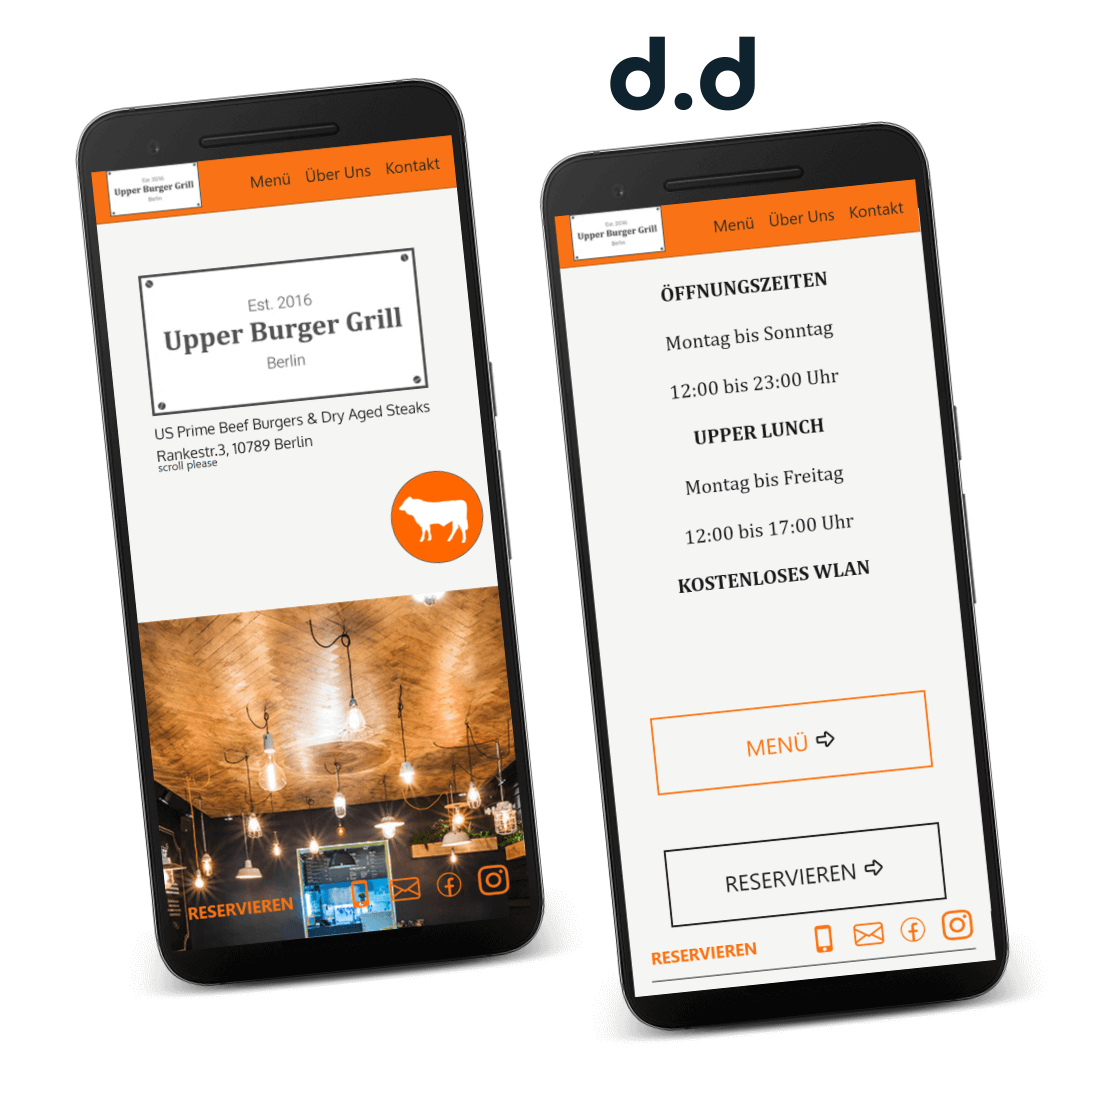 d.d
Est. 2016
Upper Burger Grill
Berlin
Menü Über Uns Kontakt
Est. 2016
Upper Burger Grill
Berlin
US Prime Beef Burgers & Dry Aged Steaks
Rankestr.3, 10789 Berlin
scroll please
RESERVIEREN
Est. 2016
Upper Burger Grill
Berlin
Menü Über Uns Kontakt
ÖFFNUNGSZEITEN
Montag bis Sonntag
12:00 bis 23:00 Uhr
UPPER LUNCH
Montag bis Freitag
12:00 bis 17:00 Uhr
KOSTENLOSES WLAN
MENÜ
RESERVIEREN
RESERVIEREN